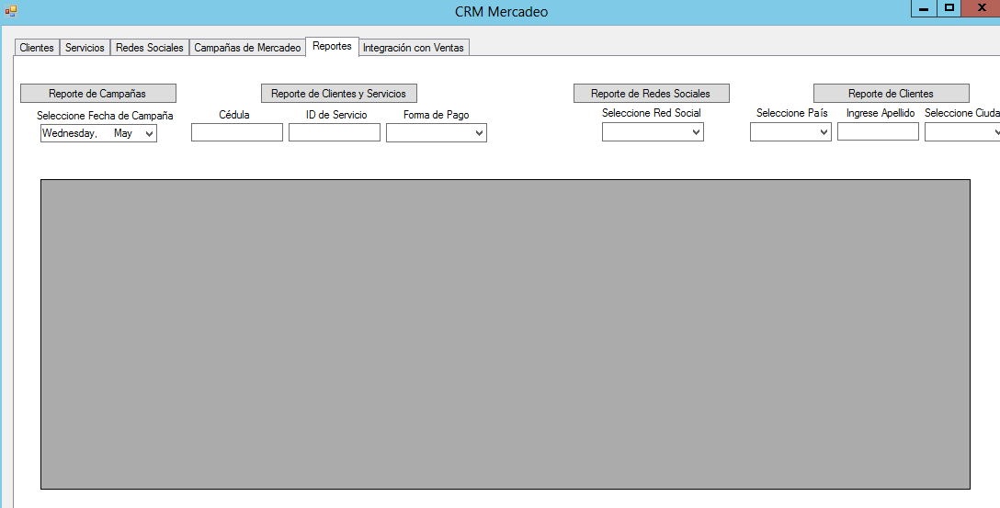 CRM Mercadeo
Clientes Servicios Redes Sociales Campañas de Mercadeo Reportes Integración con Ventas
Reporte de Campañas Reporte de Clientes y Servicios Reporte de Redes Sociales Reporte de Clientes
Seleccione Fecha de Campaña Cédula ID de Servicio Forma de Pago Seleccione Red Social Seleccione País Ingrese Apellido Seleccione Ciuda
Wednesday, May